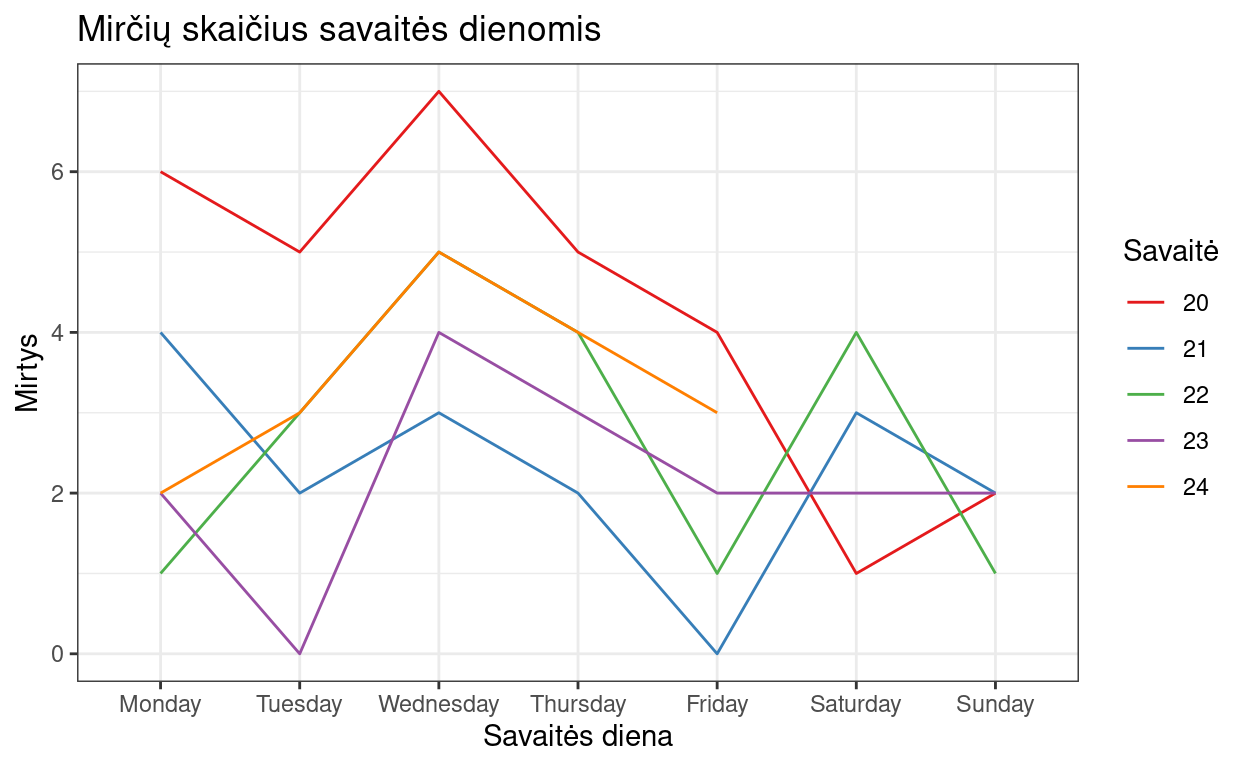 Mirčių skaičius savaitės dienomis
Mirtys
6
4
2
0
Monday Tuesday Wednesday Thursday Friday Saturday Sunday
Savaitės diena
Savaitė
20
21
22
23
24